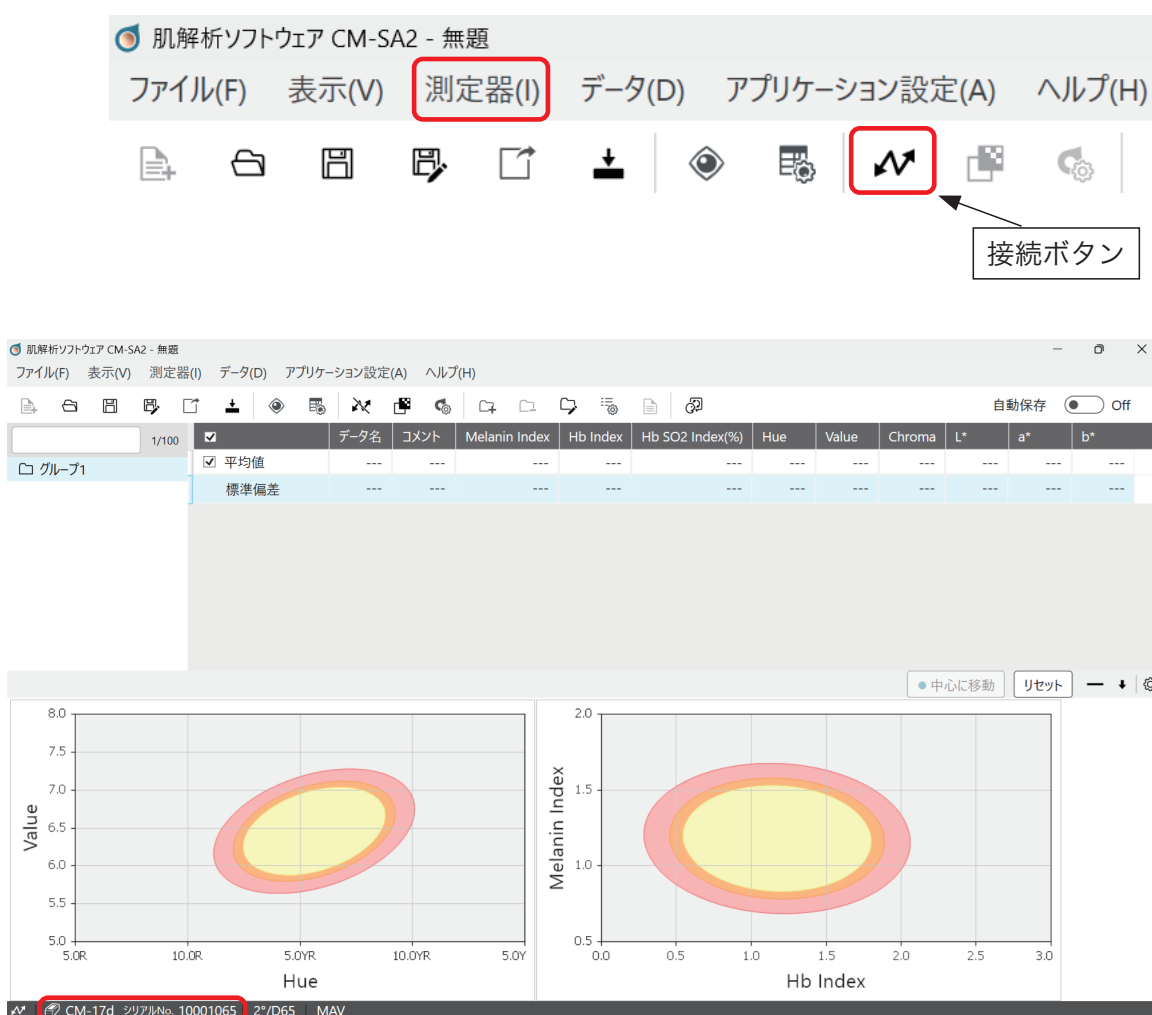 肌解析ソフトウェア CM-SA2 - 無題
ファイル(F) 表示(V) 測定器(I) データ(D) アプリケーション設定(A) ヘルプ(H)
接続ボタン
肌解析ソフトウェア CM-SA2 - 無題
ファイル(F) 表示(V) 測定器(I) データ(D) アプリケーション設定(A) ヘルプ(H)
自動保存 Off
1/100 データ名 コメント Melanin Index Hb Index Hb SO2 Index(%) Hue Value Chroma L* a* b*
グループ1
平均値 --- --- --- --- --- --- --- --- --- --- ---
標準偏差 --- --- --- --- --- --- --- --- --- --- ---
中心に移動 リセット
Value
8.0
7.5
7.0
6.5
6.0
5.5
5.0
5.0R 10.0R 5.0YR 10.0YR 5.0Y
Hue
Melanin Index
2.0
1.5
1.0
0.5
0.0 0.5 1.0 1.5 2.0 2.5 3.0
Hb Index
CM-17d シリアルNo. 10001065 2°/D65 MAV